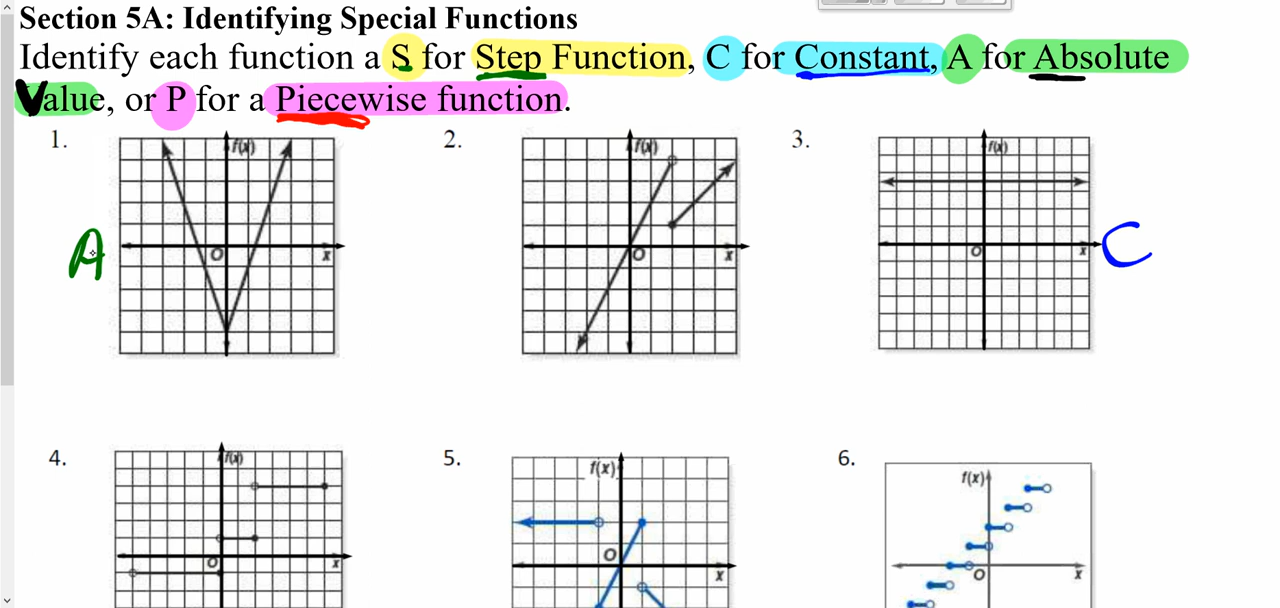 Section 5A: Identifying Special Functions
Identify each function a S for Step Function, C for Constant, A for Absolute
Value, or P for a Piecewise function.
1. 2. 3.
f(x) f(x) f(x)
A O x O x O x C
4. 5. 6.
f(x) f(x) f(x)
O x O x O x